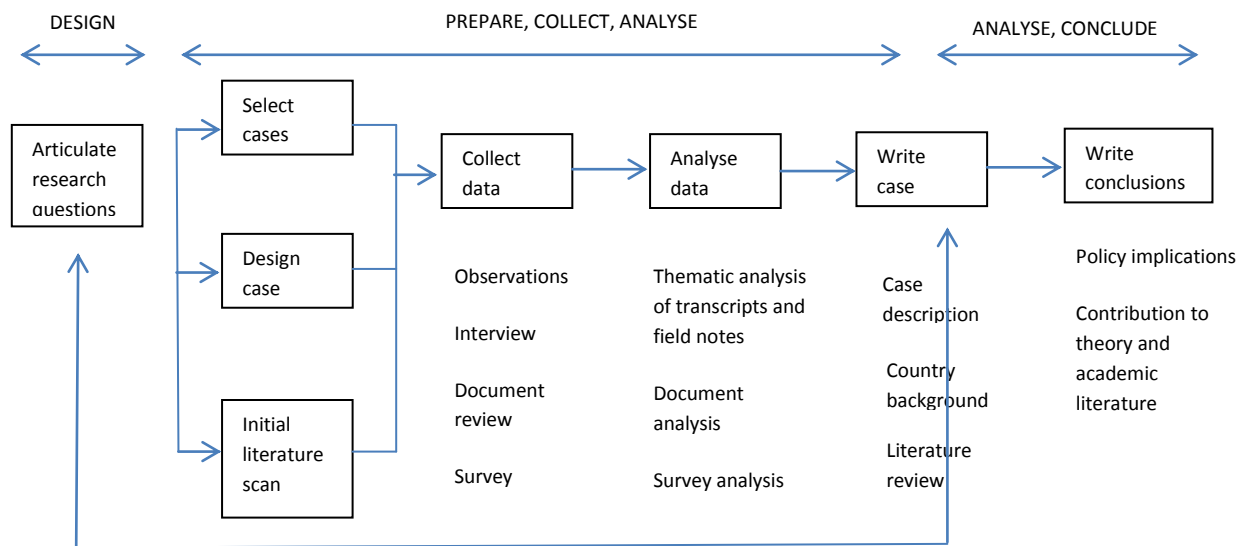 DESIGN
PREPARE, COLLECT, ANALYSE
ANALYSE, CONCLUDE
Articulate
research
questions
Select
cases
Design
case
Initial
literature
scan
Collect
data
Observations
Interview
Document
review
Survey
Analyse
data
Thematic analysis
of transcripts and
field notes
Document
analysis
Survey analysis
Write
case
Case
description
Country
background
Literature
review
Write
conclusions
Policy implications
Contribution to
theory and
academic
literature